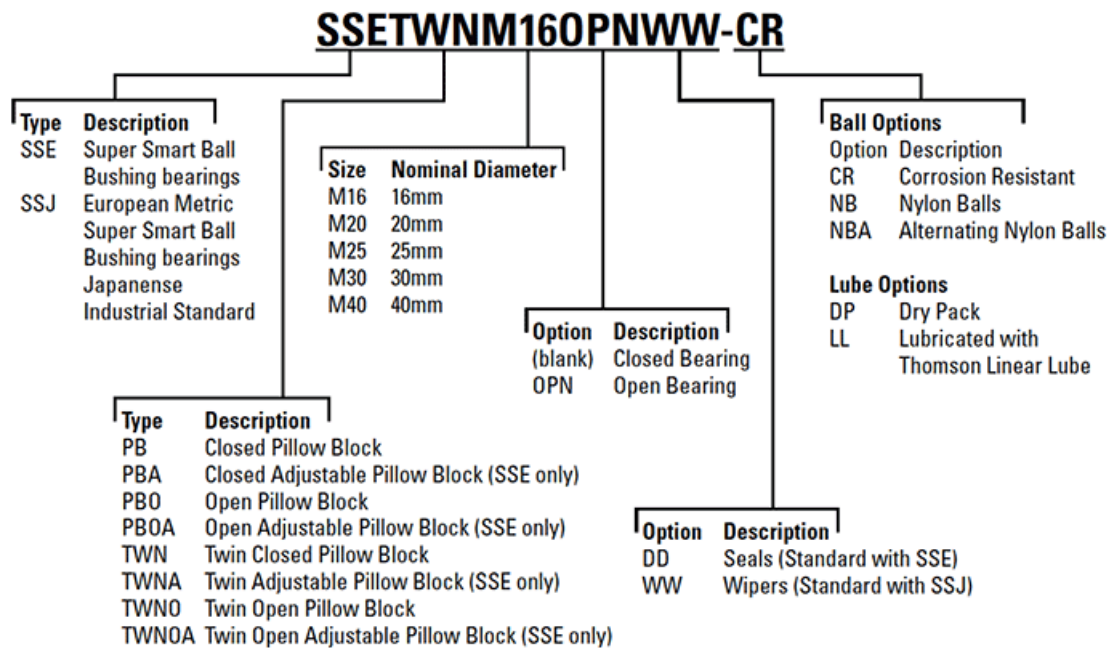 SSETWNM16OPNWW-CR
Type Description
SSE Super Smart Ball
Bushing bearings
SSJ European Metric
Super Smart Ball
Bushing bearings
Japanense
Industrial Standard
Size Nominal Diameter
M16 16mm
M20 20mm
M25 25mm
M30 30mm
M40 40mm
Ball Options
Option Description
CR Corrosion Resistant
NB Nylon Balls
NBA Alternating Nylon Balls
Lube Options
DP Dry Pack
LL Lubricated with
Thomson Linear Lube
Option Description
(blank) Closed Bearing
OPN Open Bearing
Type Description
PB Closed Pillow Block
PBA Closed Adjustable Pillow Block (SSE only)
PBO Open Pillow Block
PBOA Open Adjustable Pillow Block (SSE only)
TWN Twin Closed Pillow Block
TWNA Twin Adjustable Pillow Block (SSE only)
TWNO Twin Open Pillow Block
TWNOA Twin Open Adjustable Pillow Block (SSE only)
Option Description
DD Seals (Standard with SSE)
WW Wipers (Standard with SSJ)